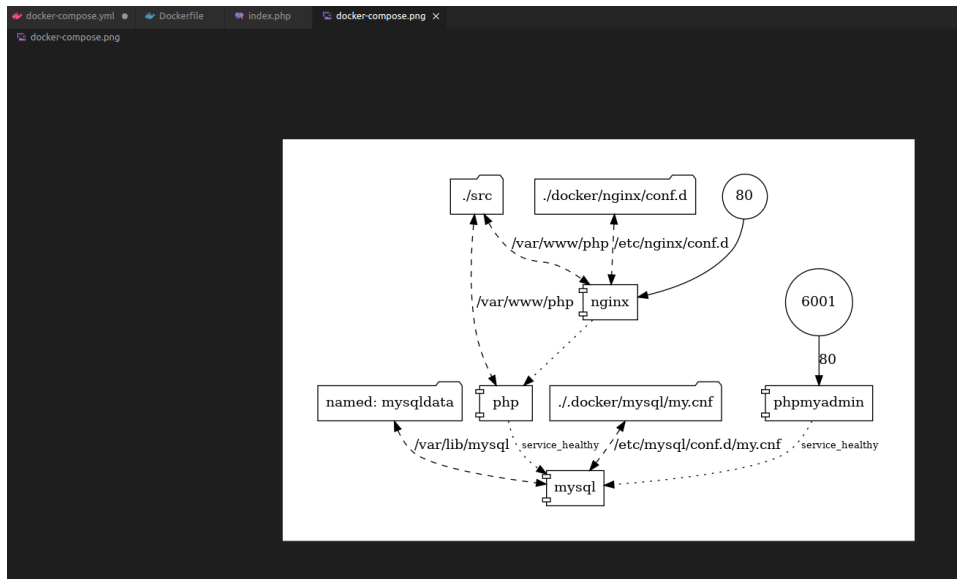 docker-compose.yml
Dockerfile
index.php
docker-compose.png
docker-compose.png
./src
./docker/nginx/conf.d
80
/var/www/php
/etc/nginx/conf.d
/var/www/php
nginx
6001
80
named: mysqldata
php
./.docker/mysql/my.cnf
phpmyadmin
/var/lib/mysql
service_healthy
/etc/mysql/conf.d/my.cnf
service_healthy
mysql